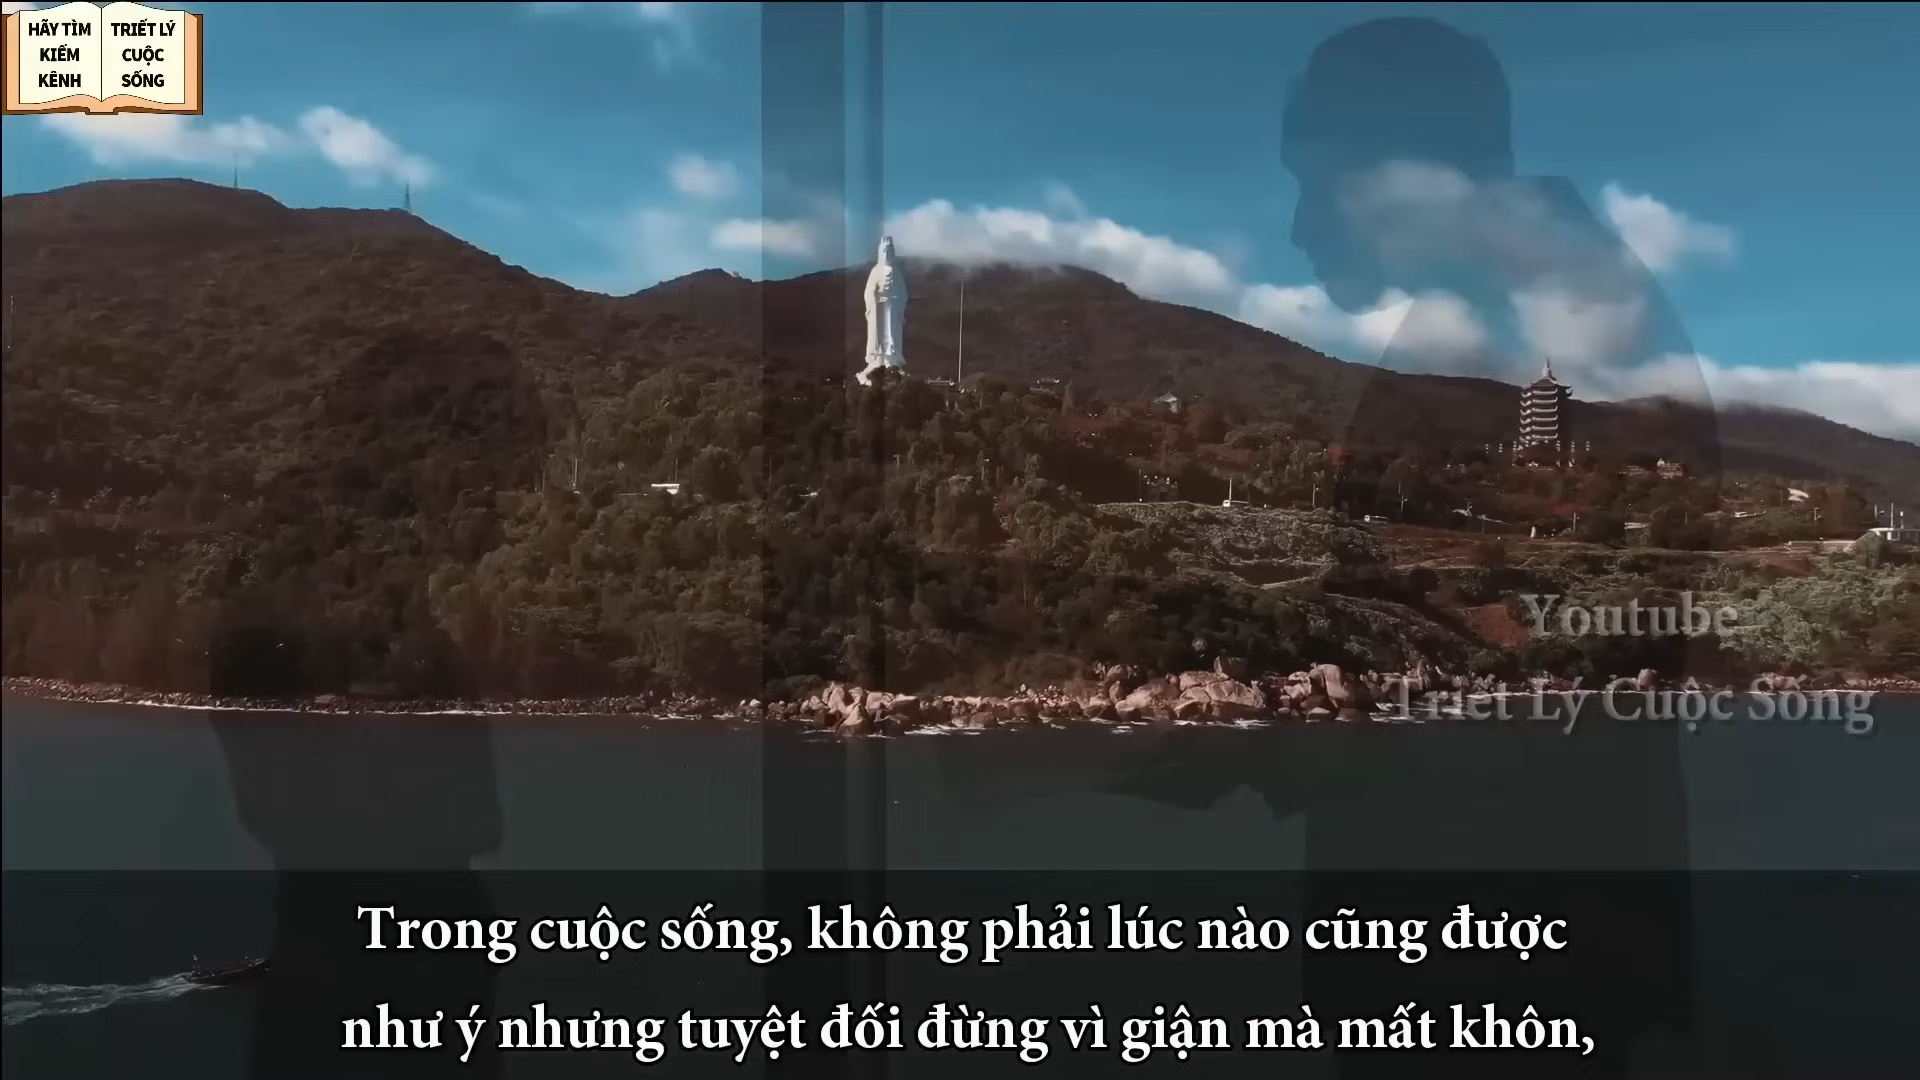 HÃY TÌM
KIẾM
KÊNH
TRIẾT LÝ
CUỘC
SỐNG
Youtube
Triết Lý Cuộc Sống
Trong cuộc sống, không phải lúc nào cũng được
như ý nhưng tuyệt đối đừng vì giận mà mất khôn,